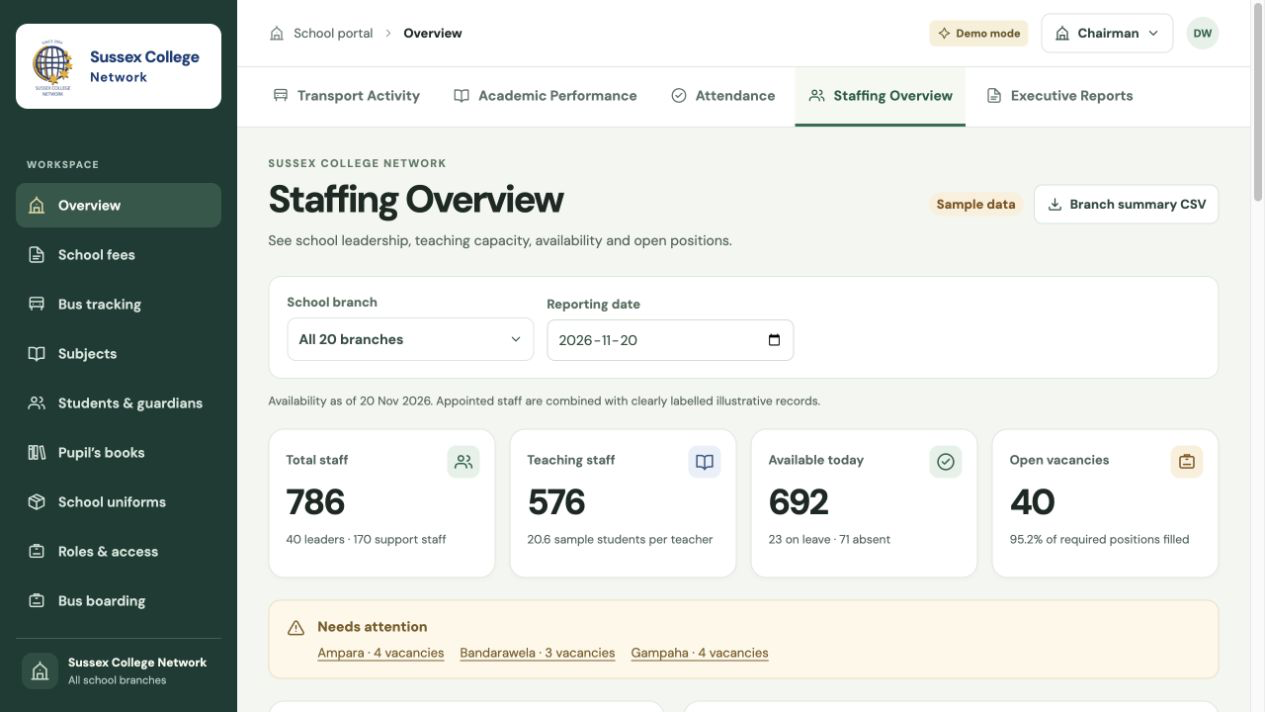 Sussex College
Network
WORKSPACE
Overview
School fees
Bus tracking
Subjects
Students & guardians
Pupil's books
School uniforms
Roles & access
Bus boarding
Sussex College Network
All school branches
School portal > Overview
Demo mode
Chairman
DW
Transport Activity
Academic Performance
Attendance
Staffing Overview
Executive Reports
SUSSEX COLLEGE NETWORK
Staffing Overview
Sample data
Branch summary CSV
See school leadership, teaching capacity, availability and open positions.
School branch
All 20 branches
Reporting date
2026-11-20
Availability as of 20 Nov 2026. Appointed staff are combined with clearly labelled illustrative records.
Total staff
786
40 leaders · 170 support staff
Teaching staff
576
20.6 sample students per teacher
Available today
692
23 on leave · 71 absent
Open vacancies
40
95.2% of required positions filled
Needs attention
Ampara · 4 vacancies
Bandarawela · 3 vacancies
Gampaha · 4 vacancies